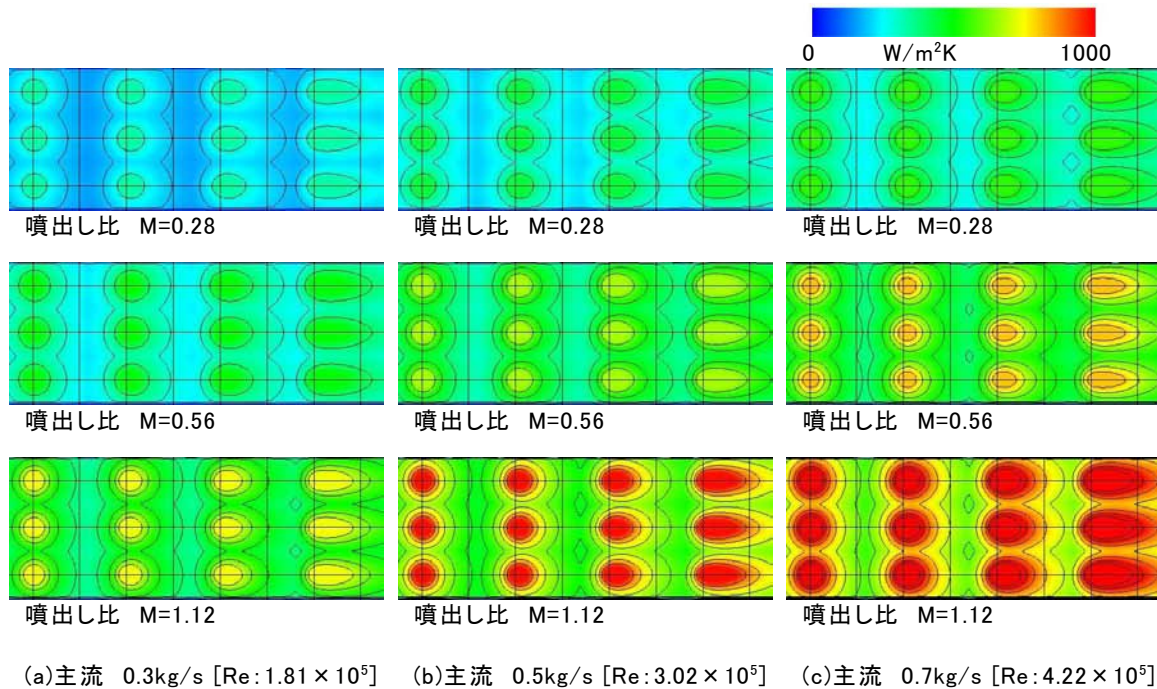 0 W/m²K 1000
噴出し比 M=0.28 噴出し比 M=0.28 噴出し比 M=0.28
噴出し比 M=0.56 噴出し比 M=0.56 噴出し比 M=0.56
噴出し比 M=1.12 噴出し比 M=1.12 噴出し比 M=1.12
(a)主流 0.3kg/s [Re:1.81×10⁵] (b)主流 0.5kg/s [Re:3.02×10⁵] (c)主流 0.7kg/s [Re:4.22×10⁵]